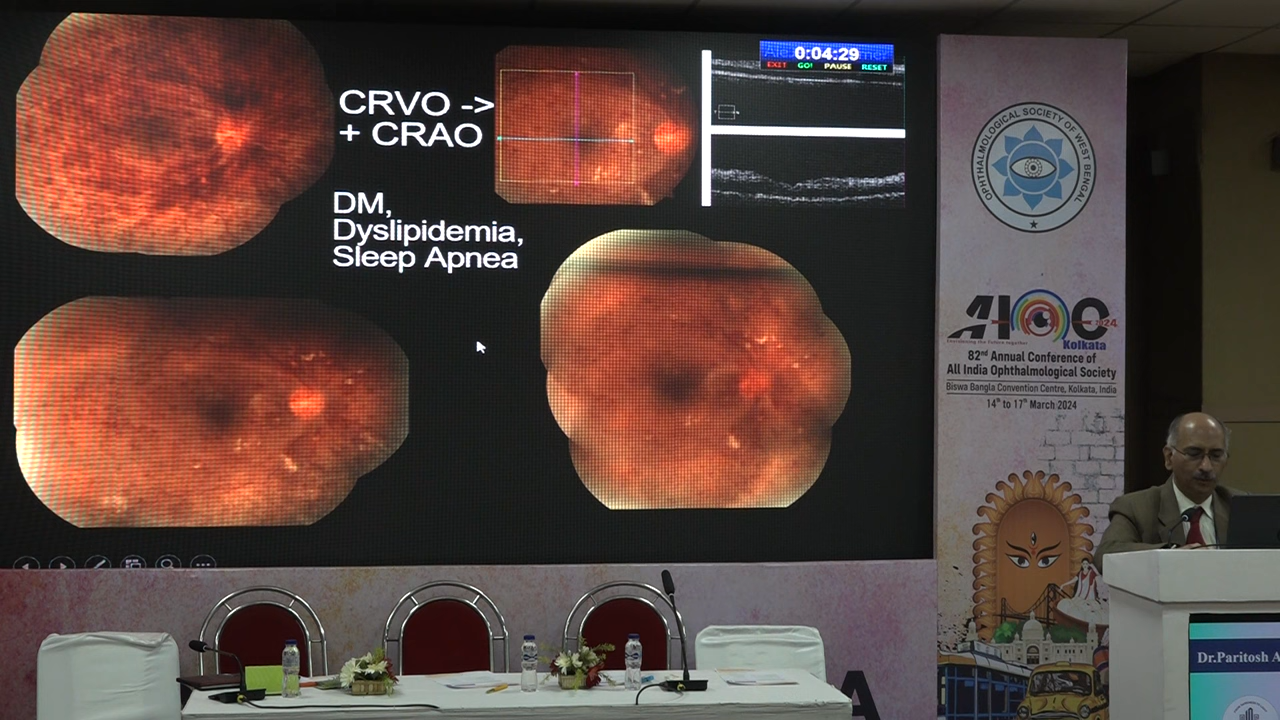 CRVO ->
+ CRAO
DM,
Dyslipidemia,
Sleep Apnea
0:04:29
EXIT GO! PAUSE RESET
OPHTHALMOLOGICAL SOCIETY OF WEST BENGAL
AIOC 2024
Kolkata
82nd Annual Conference of
All India Ophthalmological Society
Biswa Bangla Convention Centre, Kolkata, India
14th to 17th March 2024
Dr.Paritosh A
A